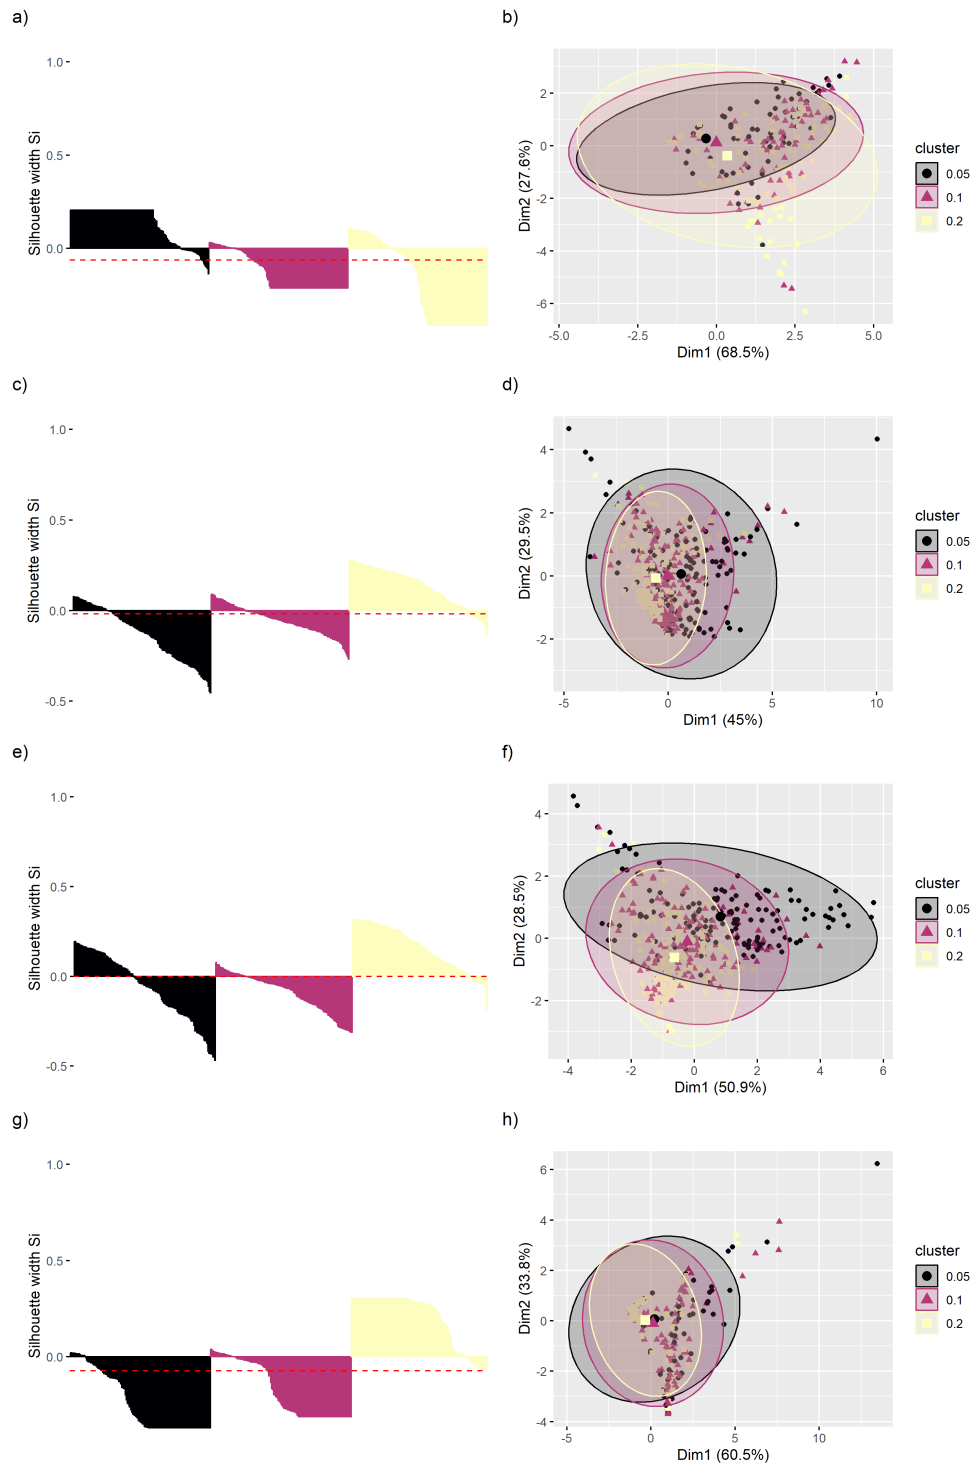 a)
1.0
0.5
0.0
Silhouette width Si
b)
2
0
-2
-4
-6
Dim2 (27.6%)
-5.0 -2.5 0.0 2.5 5.0
Dim1 (68.5%)
cluster
0.05
0.1
0.2
c)
1.0
0.5
0.0
-0.5
Silhouette width Si
d)
4
2
0
-2
Dim2 (29.5%)
-5 0 5 10
Dim1 (45%)
cluster
0.05
0.1
0.2
e)
1.0
0.5
0.0
-0.5
Silhouette width Si
f)
4
2
0
-2
Dim2 (28.5%)
-4 -2 0 2 4 6
Dim1 (50.9%)
cluster
0.05
0.1
0.2
g)
1.0
0.5
0.0
Silhouette width Si
h)
6
4
2
0
-2
-4
Dim2 (33.8%)
-5 0 5 10
Dim1 (60.5%)
cluster
0.05
0.1
0.2